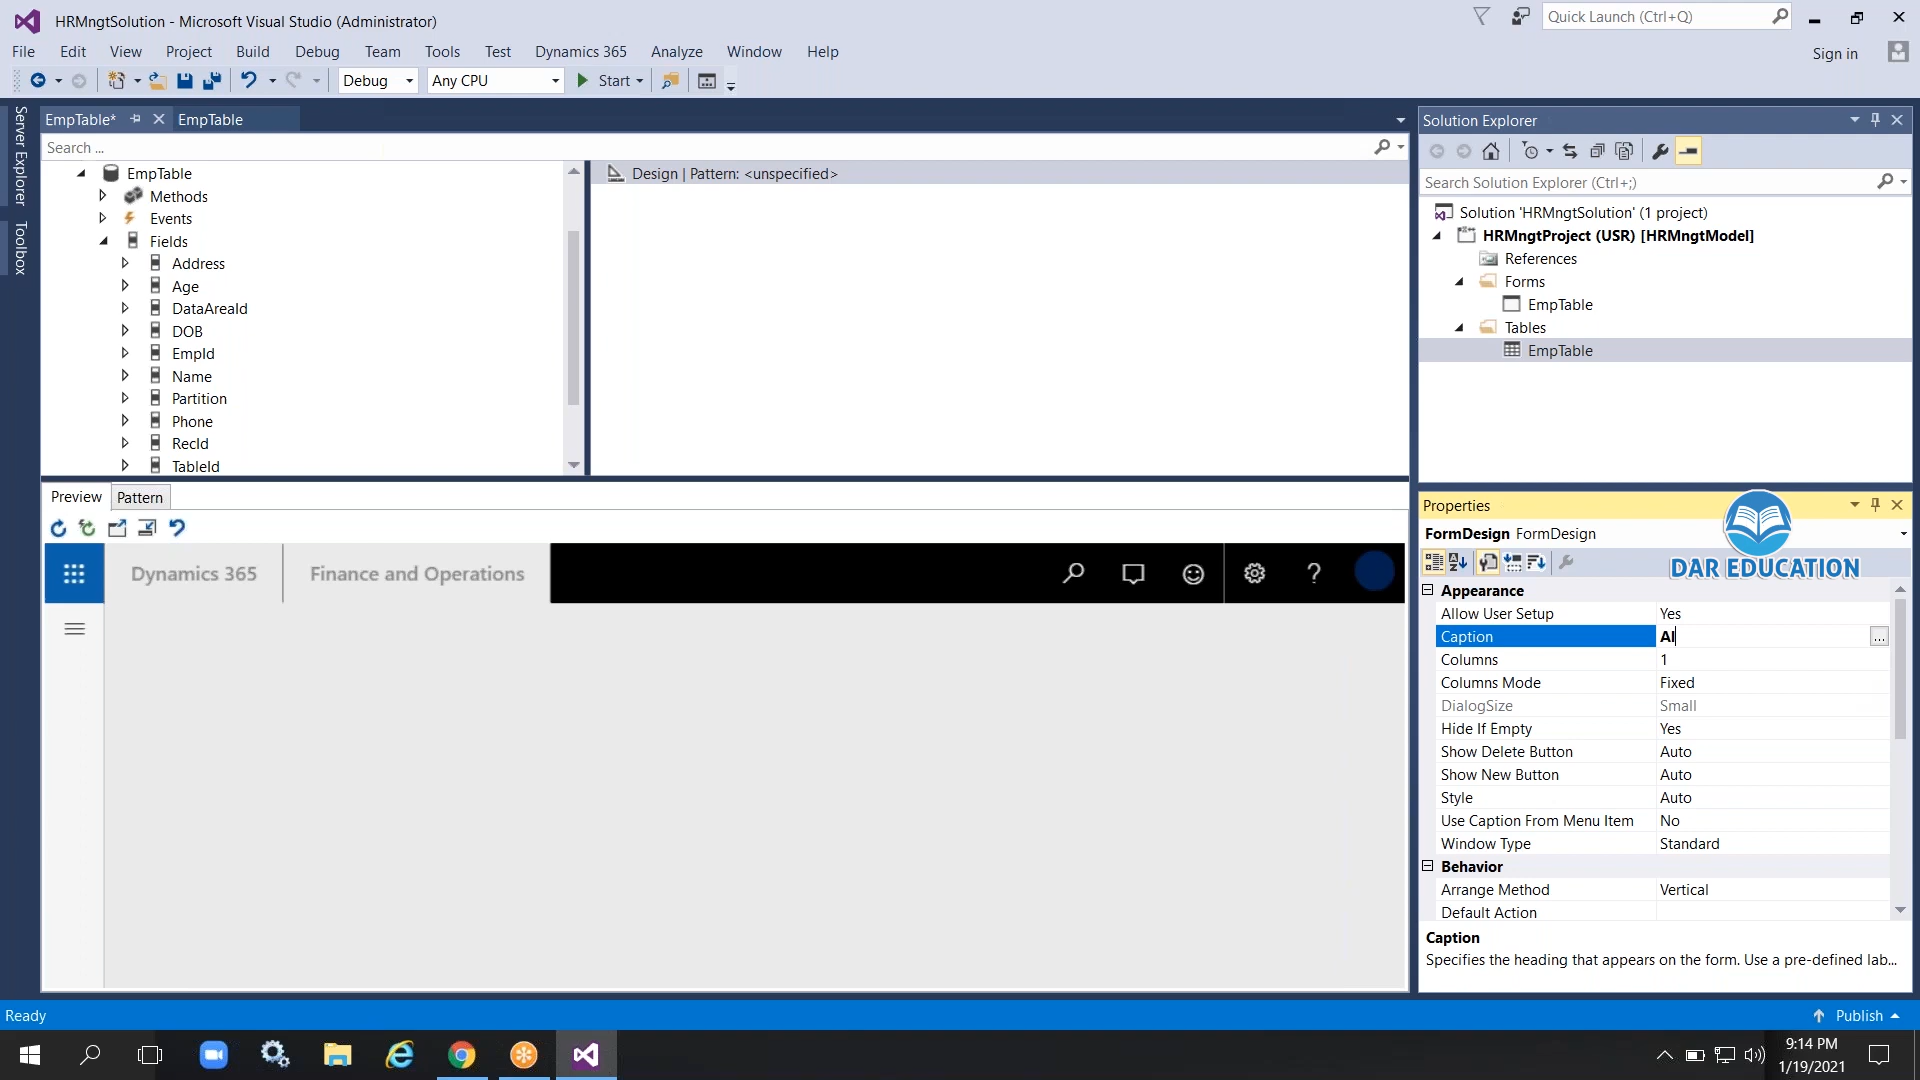 HRMngtSolution - Microsoft Visual Studio (Administrator)
Quick Launch (Ctrl+Q)
File Edit View Project Build Debug Team Tools Test Dynamics 365 Analyze Window Help
Sign in
Debug Any CPU Start
Server Explorer
Toolbox
EmpTable* EmpTable
Search ...
EmpTable
Methods
Events
Fields
Address
Age
DataAreaId
DOB
EmpId
Name
Partition
Phone
RecId
TableId
Design | Pattern: <unspecified>
Preview Pattern
Dynamics 365 Finance and Operations
Solution Explorer
Search Solution Explorer (Ctrl+;)
Solution 'HRMngtSolution' (1 project)
HRMngtProject (USR) [HRMngtModel]
References
Forms
EmpTable
Tables
EmpTable
Properties
FormDesign FormDesign
DAR EDUCATION
Appearance
Allow User Setup Yes
Caption Al
Columns 1
Columns Mode Fixed
DialogSize Small
Hide If Empty Yes
Show Delete Button Auto
Show New Button Auto
Style Auto
Use Caption From Menu Item No
Window Type Standard
Behavior
Arrange Method Vertical
Default Action
Caption
Specifies the heading that appears on the form. Use a pre-defined lab...
Ready
Publish
9:14 PM
1/19/2021